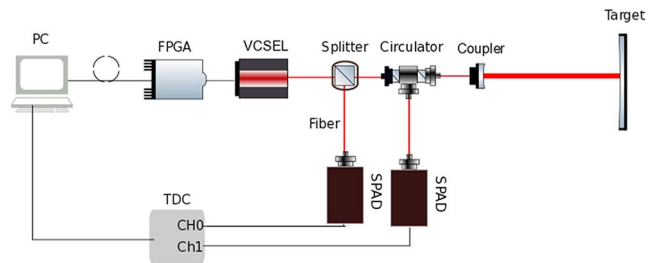 Target
PC
FPGA
VCSEL
Splitter
Circulator
Coupler
Fiber
SPAD
SPAD
TDC
CH0
Ch1